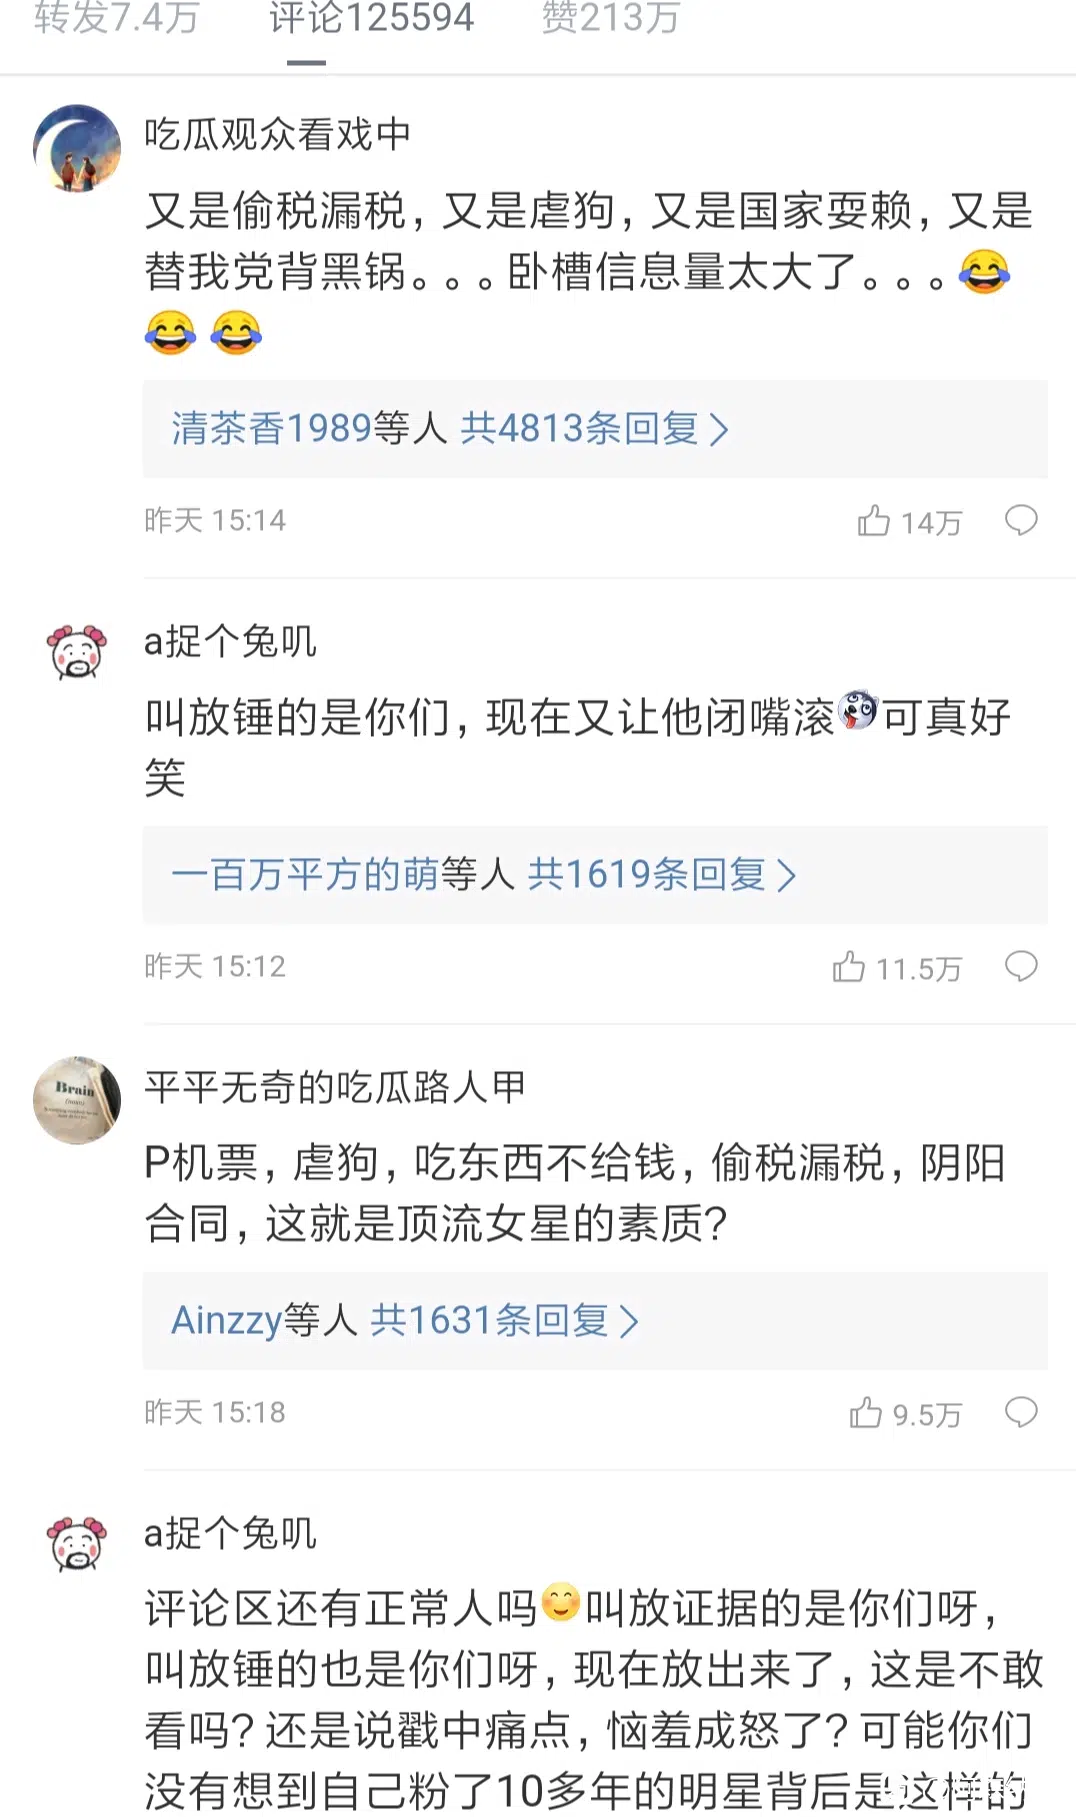 转发7.4万 评论125594 赞213万
吃瓜观众看戏中
又是偷税漏税，又是虐狗，又是国家耍赖，又是
替我党背黑锅。。。卧槽信息量太大了。。。😂
😂😂
清茶香1989等人 共4813条回复
昨天 15:14 14万
a捉个兔叽
叫放锤的是你们，现在又让他闭嘴滚可真好
笑
一百万平方的萌等人 共1619条回复
昨天 15:12 11.5万
Brain
平平无奇的吃瓜路人甲
P机票，虐狗，吃东西不给钱，偷税漏税，阴阳
合同，这就是顶流女星的素质？
Ainzzy等人 共1631条回复
昨天 15:18 9.5万
a捉个兔叽
评论区还有正常人吗😊叫放证据的是你们呀，
叫放锤的也是你们呀，现在放出来了，这是不敢
看吗？还是说戳中痛点，恼羞成怒了？可能你们
没有想到自己粉了10多年的明星背后是这样的